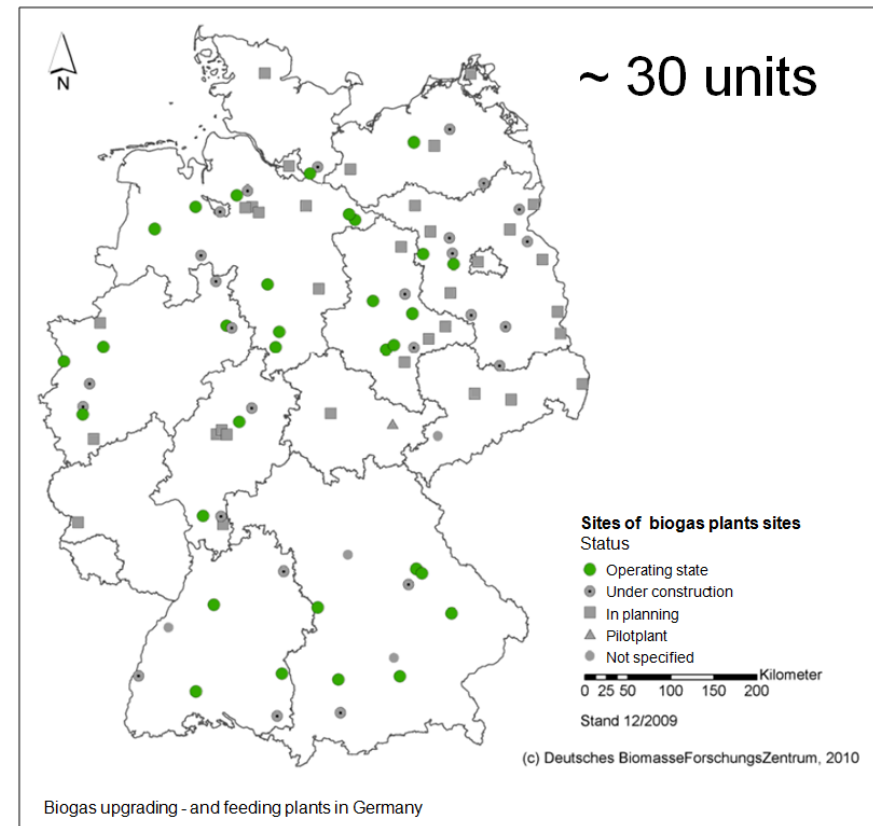 N
~ 30 units
Sites of biogas plants sites
Status
Operating state
Under construction
In planning
Pilotplant
Not specified
Kilometer
0 25 50 100 150 200
Stand 12/2009
(c) Deutsches BiomasseForschungsZentrum, 2010
Biogas upgrading - and feeding plants in Germany